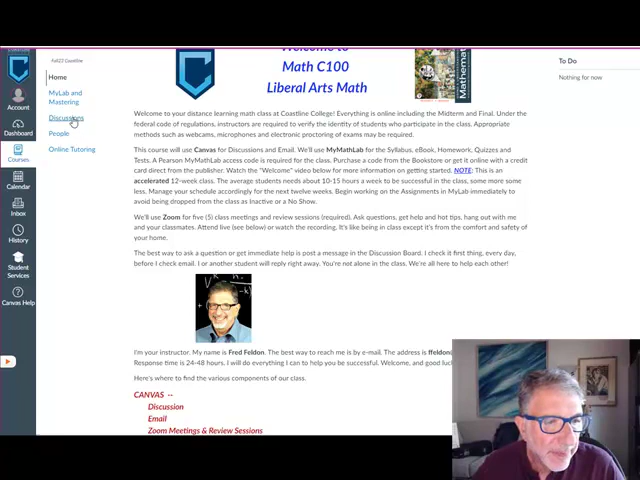 Fall23 Coastline
Home
MyLab and
Mastering
Discussions
People
Online Tutoring
Account
Dashboard
Courses
Calendar
Inbox
History
Student
Services
Canvas Help
Welcome to
Math C100
Liberal Arts Math
Mathematics
To Do
Nothing for now
Welcome to your distance learning math class at Coastline College! Everything is online including the Midterm and Final. Under the
federal code of regulations, instructors are required to verify the identity of students who participate in the class. Appropriate
methods such as webcams, microphones and electronic proctoring of exams may be required.
This course will use Canvas for Discussions and Email. We'll use MyMathLab for the Syllabus, eBook, Homework, Quizzes and
Tests. A Pearson MyMathLab access code is required for the class. Purchase a code from the Bookstore or get it online with a credit
card direct from the publisher. Watch the "Welcome" video below for more information on getting started. NOTE: This is an
accelerated 12-week class. The average students needs about 10-15 hours a week to be successful in the class, some more some
less. Manage your schedule accordingly for the next twelve weeks. Begin working on the Assignments in MyLab immediately to
avoid being dropped from the class as Inactive or a No Show.
We'll use Zoom for five (5) class meetings and review sessions (required). Ask questions, get help and hot tips, hang out with me
and your classmates. Attend live (see below) or watch the recording. It's like being in class except it's from the comfort and safety of
your home.
The best way to ask a question or get immediate help is post a message in the Discussion Board. I check it first thing, every day,
before I check email. I or another student will reply right away. You're not alone in the class. We're all here to help each other!
I'm your instructor. My name is Fred Feldon. The best way to reach me is by e-mail. The address is ffeldon
Response time is 24-48 hours. I will do everything I can to help you be successful. Welcome, and good luc
Here's where to find the various components of our class.
CANVAS --
Discussion
Email
Zoom Meetings & Review Sessions